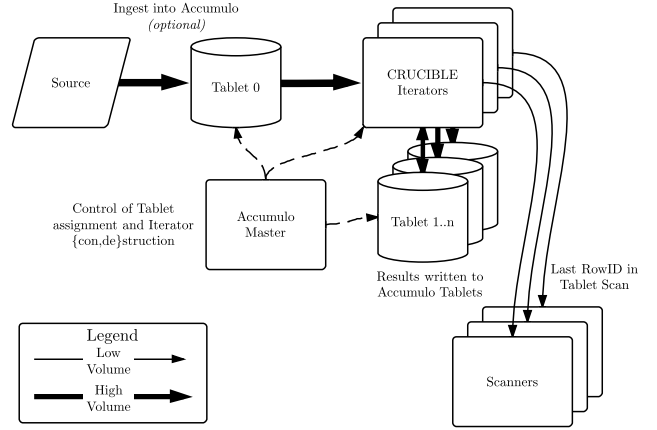 Ingest into Accumulo
(optional)
Source
Tablet 0
CRUCIBLE
Iterators
Control of Tablet
assignment and Iterator
{con,de}struction
Accumulo
Master
Tablet 1..n
Results written to
Accumulo Tablets
Last RowID in
Tablet Scan
Legend
Low
Volume
High
Volume
Scanners